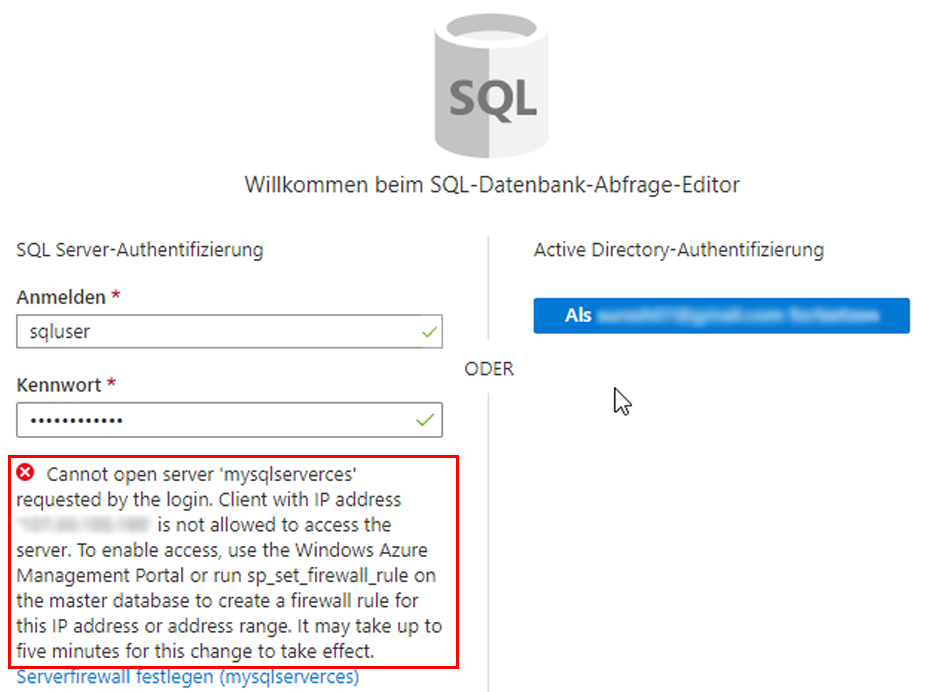 SQL
Willkommen beim SQL-Datenbank-Abfrage-Editor
SQL Server-Authentifizierung
Anmelden *
sqluser
Kennwort *
••••••••••••
Cannot open server 'mysqlserverces'
requested by the login. Client with IP address
is not allowed to access the
server. To enable access, use the Windows Azure
Management Portal or run sp_set_firewall_rule on
the master database to create a firewall rule for
this IP address or address range. It may take up to
five minutes for this change to take effect.
Serverfirewall festlegen (mysqlserverces)
ODER
Active Directory-Authentifizierung
Als